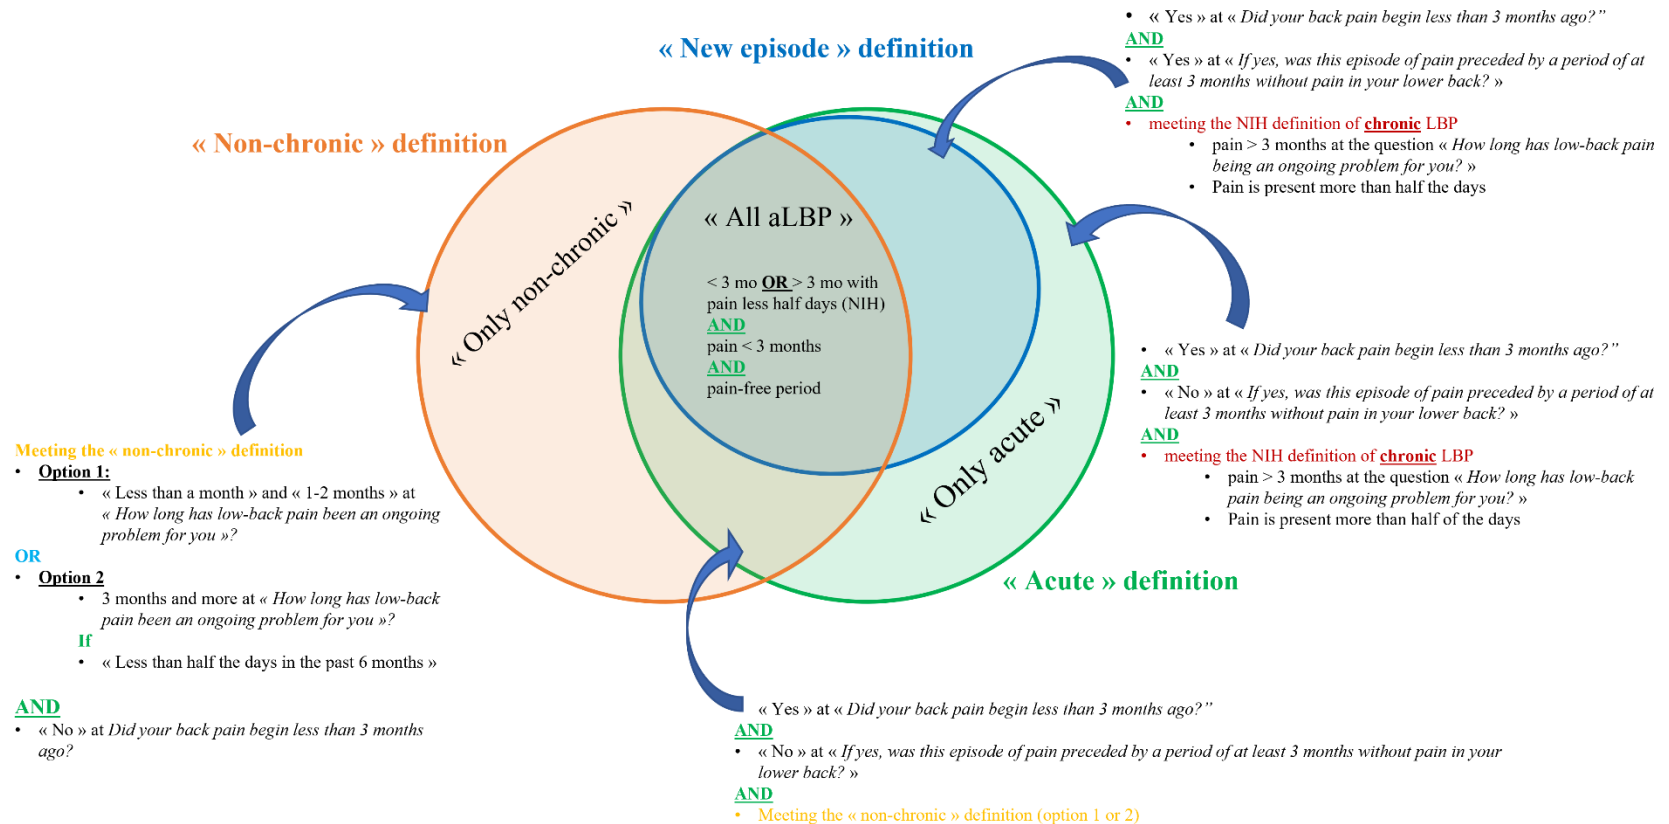 « New episode » definition
« Non-chronic » definition
« Only non-chronic »
« All aLBP »
< 3 mo OR > 3 mo with
pain less half days (NIH)
AND
pain < 3 months
AND
pain-free period
« Only acute »
« Acute » definition
• « Yes » at « Did your back pain begin less than 3 months ago?”
AND
• « Yes » at « If yes, was this episode of pain preceded by a period of at
least 3 months without pain in your lower back? »
AND
• meeting the NIH definition of chronic LBP
• pain > 3 months at the question « How long has low-back pain
being an ongoing problem for you? »
• Pain is present more than half the days
• « Yes » at « Did your back pain begin less than 3 months ago?”
AND
• « No » at « If yes, was this episode of pain preceded by a period of at
least 3 months without pain in your lower back? »
AND
• meeting the NIH definition of chronic LBP
• pain > 3 months at the question « How long has low-back
pain being an ongoing problem for you? »
• Pain is present more than half of the days
Meeting the « non-chronic » definition
• Option 1:
• « Less than a month » and « 1-2 months » at
« How long has low-back pain been an ongoing
problem for you »?
OR
• Option 2
• 3 months and more at « How long has low-back
pain been an ongoing problem for you »?
If
• « Less than half the days in the past 6 months »
AND
• « No » at Did your back pain begin less than 3 months
ago?
• « Yes » at « Did your back pain begin less than 3 months ago?”
AND
• « No » at « If yes, was this episode of pain preceded by a period of at least 3 months without pain in your
lower back? »
AND
• Meeting the « non-chronic » definition (option 1 or 2)